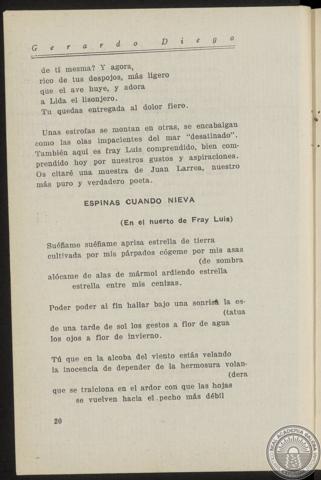 Gerardo Diego
de tí mesma? Y agora,
rico de tus despojos, más ligero
que el ave huye, y adora
a Lida el lisonjero.
Tu quedas entregada al dolor fiero.
Unas estrofas se montan en otras, se encabalgan
como las olas impacientes del mar "desatinado".
También aquí es fray Luis comprendido, bien com-
prendido hoy por nuestros gustos y aspiraciones.
Os citaré una muestra de Juan Larrea, nuestro
más puro y verdadero poeta.
ESPINAS CUANDO NIEVA
(En el huerto de Fray Luis)
Suéñame suéñame aprisa estrella de tierra
cultivada por mis párpados cógeme por mis asas
(de sombra
alócame de alas de mármol ardiendo estrella
estrella entre mis cenizas.
Poder poder al fin hallar bajo una sonrisa la es-
(tatua
de una tarde de sol los gestos a flor de agua
los ojos a flor de invierno.
Tú que en la alcoba del viento estás velando
la inocencia de depender de la hermosura volan-
(dera
que se traiciona en el ardor con que las hojas
se vuelven hacia el pecho más débil
20